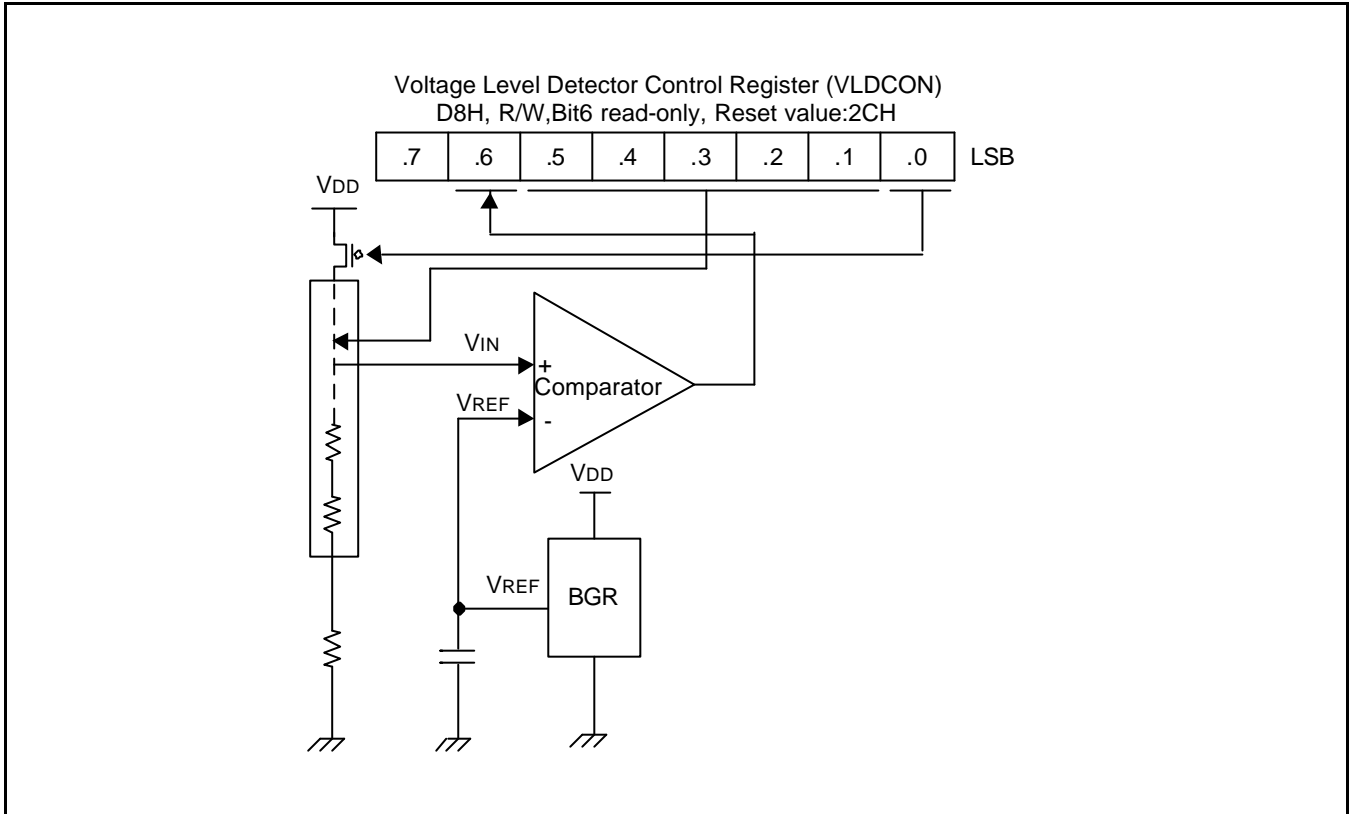 Voltage Level Detector Control Register (VLDCON)
D8H, R/W,Bit6 read-only, Reset value:2CH
.7 .6 .5 .4 .3 .2 .1 .0 LSB
VDD
VIN
+
Comparator
VREF
-
VDD
VREF
BGR